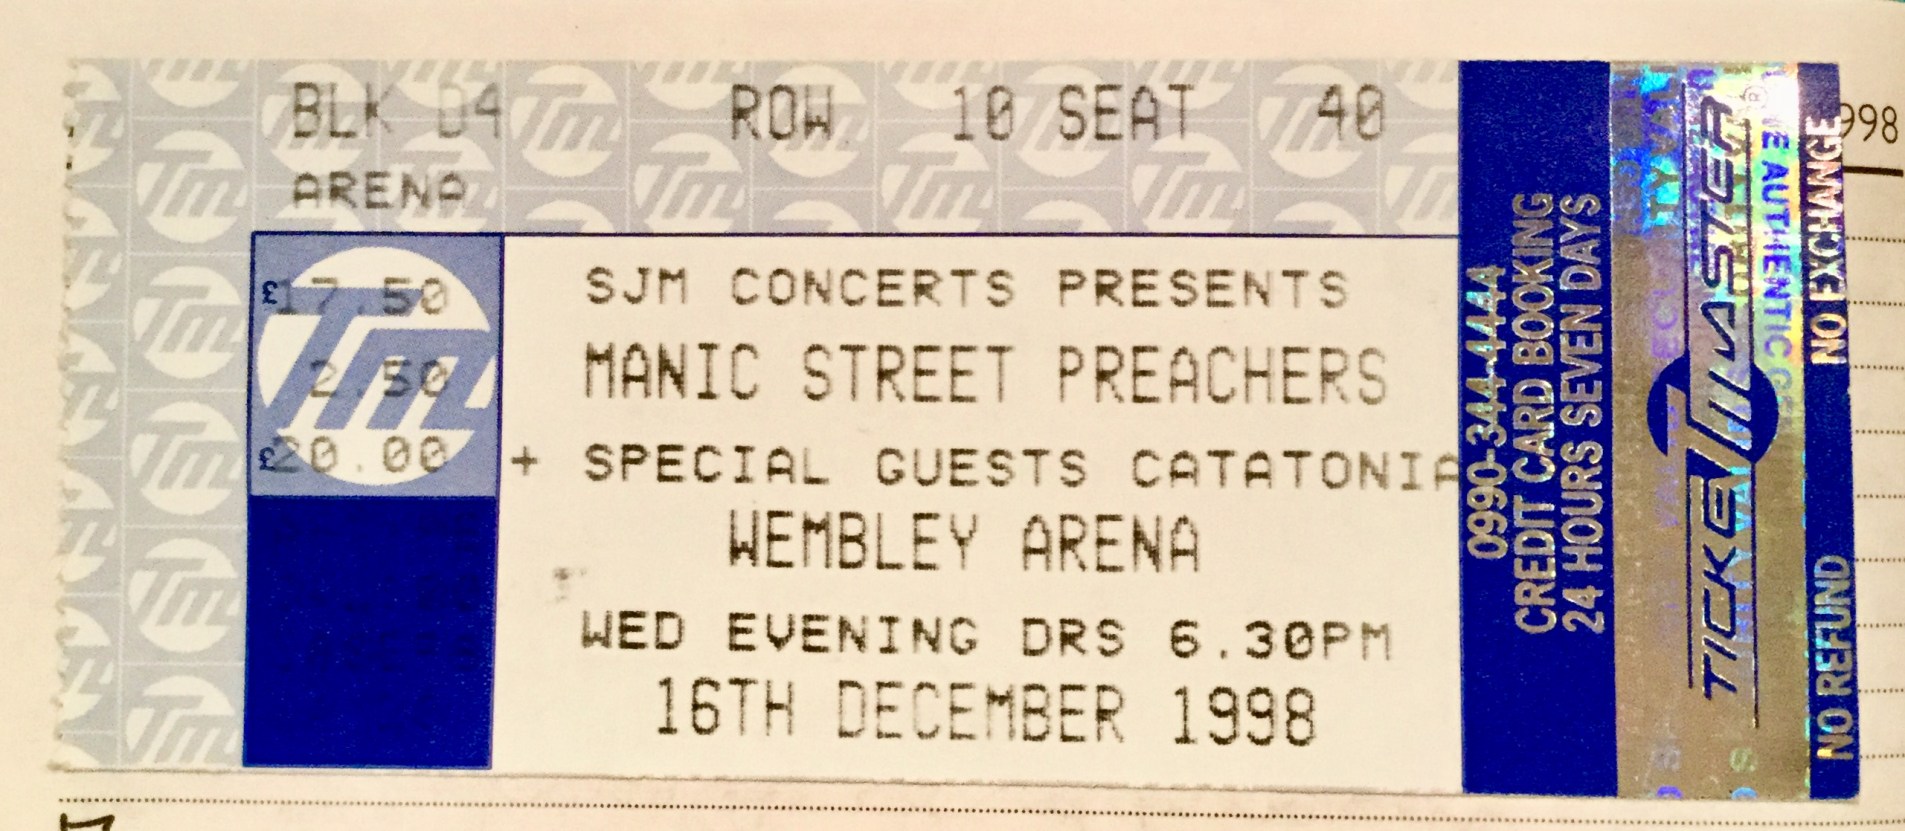 BLK D4 ROW 10 SEAT 40
ARENA
£17.50
2.50
£20.00
SJM CONCERTS PRESENTS
MANIC STREET PREACHERS
+ SPECIAL GUESTS CATATONIA
WEMBLEY ARENA
WED EVENING DRS 6.30PM
16TH DECEMBER 1998
0990-344-4444
CREDIT CARD BOOKING
24 HOURS SEVEN DAYS
TICKETMASTER®
NO REFUND NO EXCHANGE
998